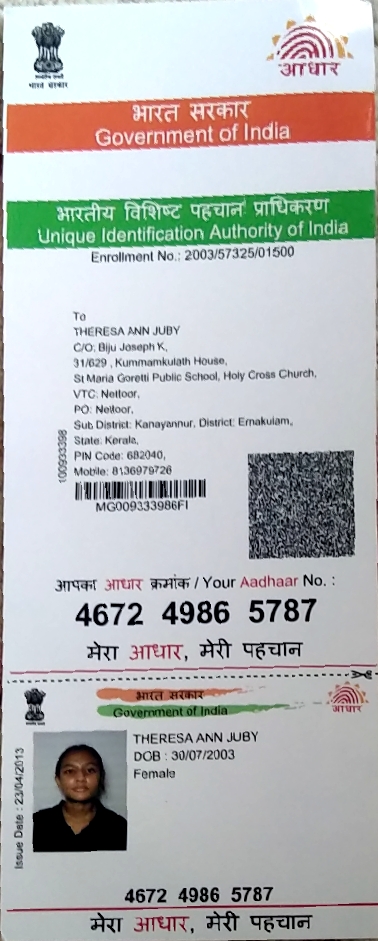 सत्यमेव जयते
भारत सरकार
आधार
भारत सरकार
Government of India
भारतीय विशिष्ट पहचान प्राधिकरण
Unique Identification Authority of India
Enrollment No.: 2003/57325/01500
To
THERESA ANN JUBY
C/O: Biju Joseph K,
31/629 , Kummamkulath House,
St Maria Goretti Public School, Holy Cross Church,
VTC: Nettoor,
PO: Nettoor,
Sub District: Kanayannur, District: Ernakulam,
State: Kerala,
PIN Code: 682040,
Mobile: 8136979726
100933398
MG009333986FI
आपका आधार क्रमांक / Your Aadhaar No. :
4672 4986 5787
मेरा आधार, मेरी पहचान
भारत सरकार
Government of India
आधार
Issue Date : 23/04/2013
THERESA ANN JUBY
DOB : 30/07/2003
Female
4672 4986 5787
मेरा आधार, मेरी पहचान